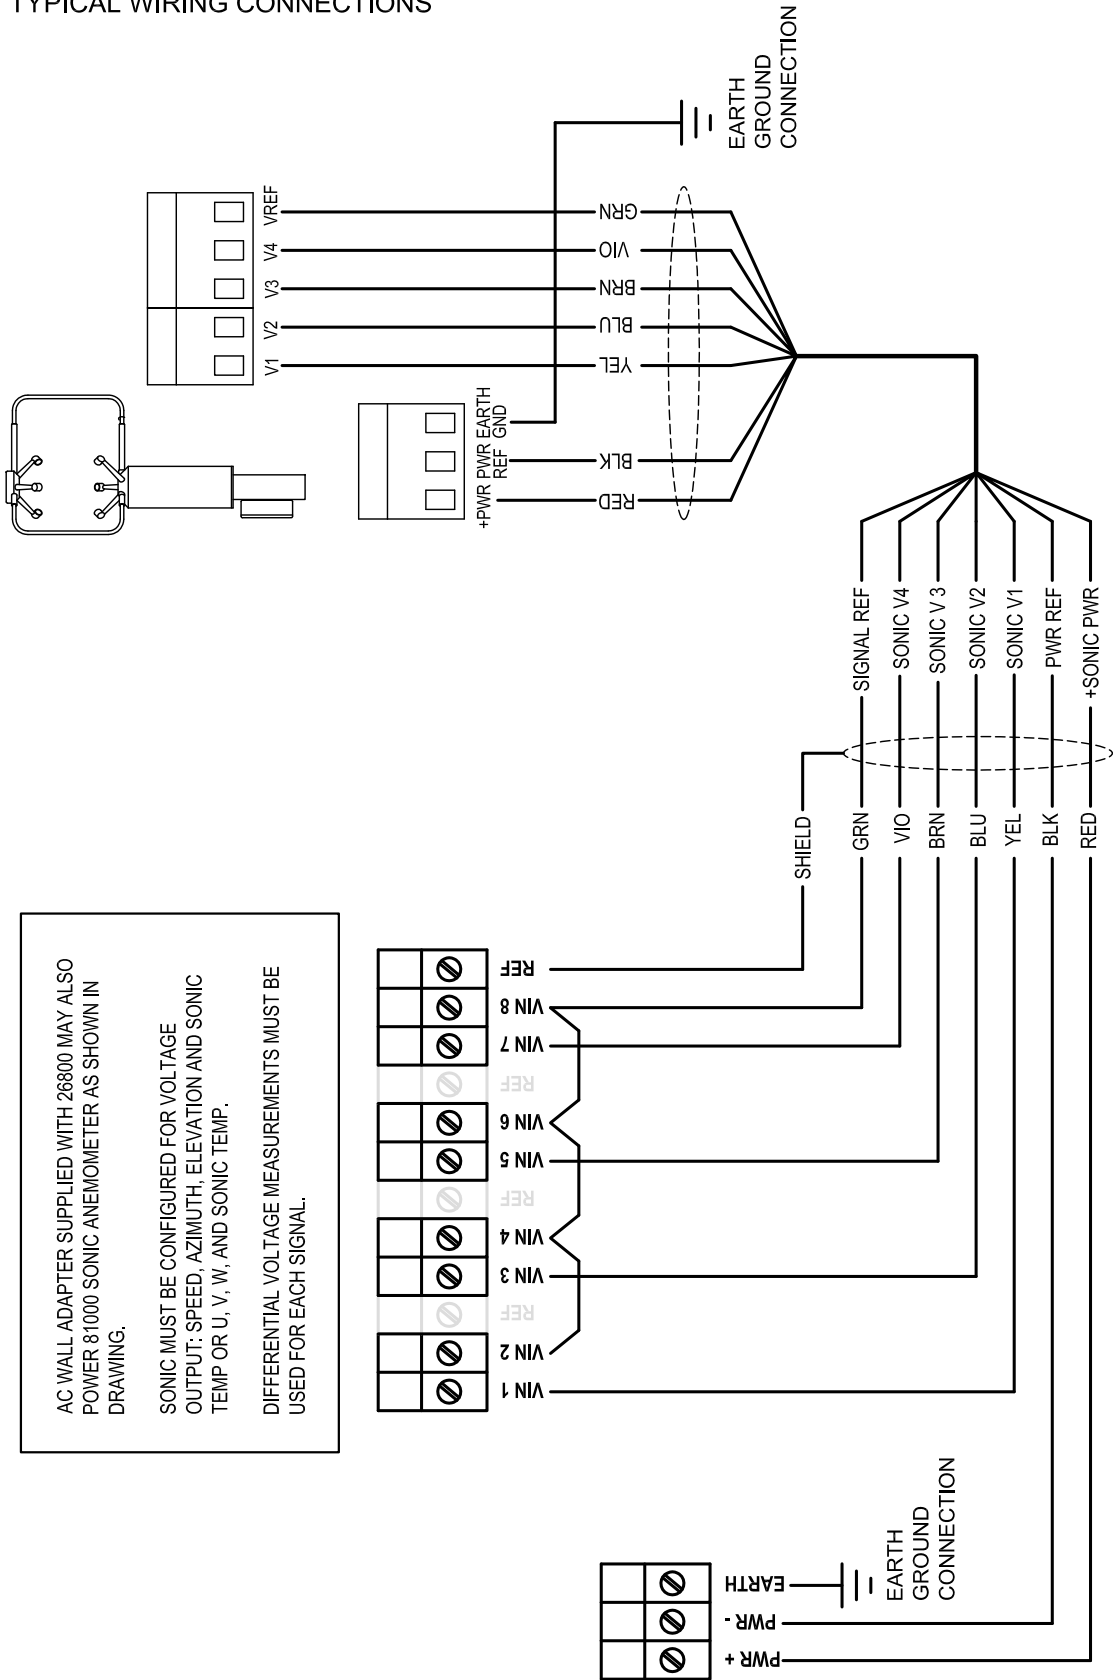 TYPICAL WIRING CONNECTIONS
AC WALL ADAPTER SUPPLIED WITH 26800 MAY ALSO
POWER 81000 SONIC ANEMOMETER AS SHOWN IN
DRAWING.
SONIC MUST BE CONFIGURED FOR VOLTAGE
OUTPUT: SPEED, AZIMUTH, ELEVATION AND SONIC
TEMP OR U, V, W, AND SONIC TEMP.
DIFFERENTIAL VOLTAGE MEASUREMENTS MUST BE
USED FOR EACH SIGNAL.
V1
V2
V3
V4
VREF
+PWR
PWR
REF
EARTH
GND
RED
BLK
YEL
BLU
BRN
VIO
GRN
EARTH
GROUND
CONNECTION
PWR +
PWR -
EARTH
EARTH
GROUND
CONNECTION
VIN 1
VIN 2
REF
VIN 3
VIN 4
REF
VIN 5
VIN 6
REF
VIN 7
VIN 8
REF
SHIELD
GRN
SIGNAL REF
VIO
SONIC V4
BRN
SONIC V 3
BLU
SONIC V2
YEL
SONIC V1
BLK
PWR REF
RED
+SONIC PWR